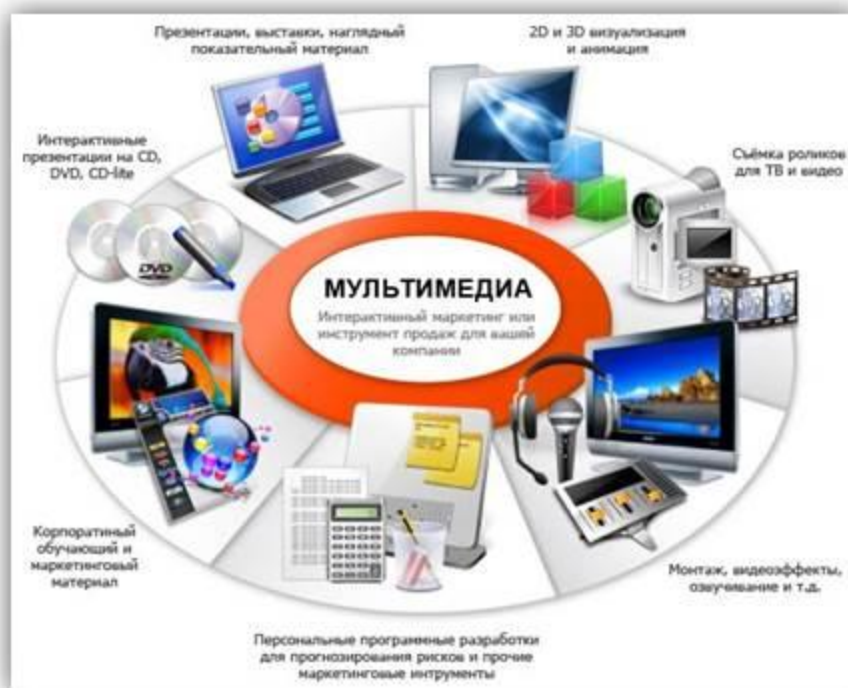 Презентации, выставки, наглядный
показательный материал
2D и 3D визуализация
и анимация
Интерактивные
презентации на CD,
DVD, CD-lite
Съёмка роликов
для ТВ и видео
DVD
МУЛЬТИМЕДИА
Интерактивный маркетинг или
инструмент продаж для вашей
компании
Корпоратиный
обучающий и
маркетинговый
материал
Монтаж, видеоэффекты,
озвучивание и т.д.
Персональные программные разработки
для прогнозирования рисков и прочие
маркетинговые интрументы